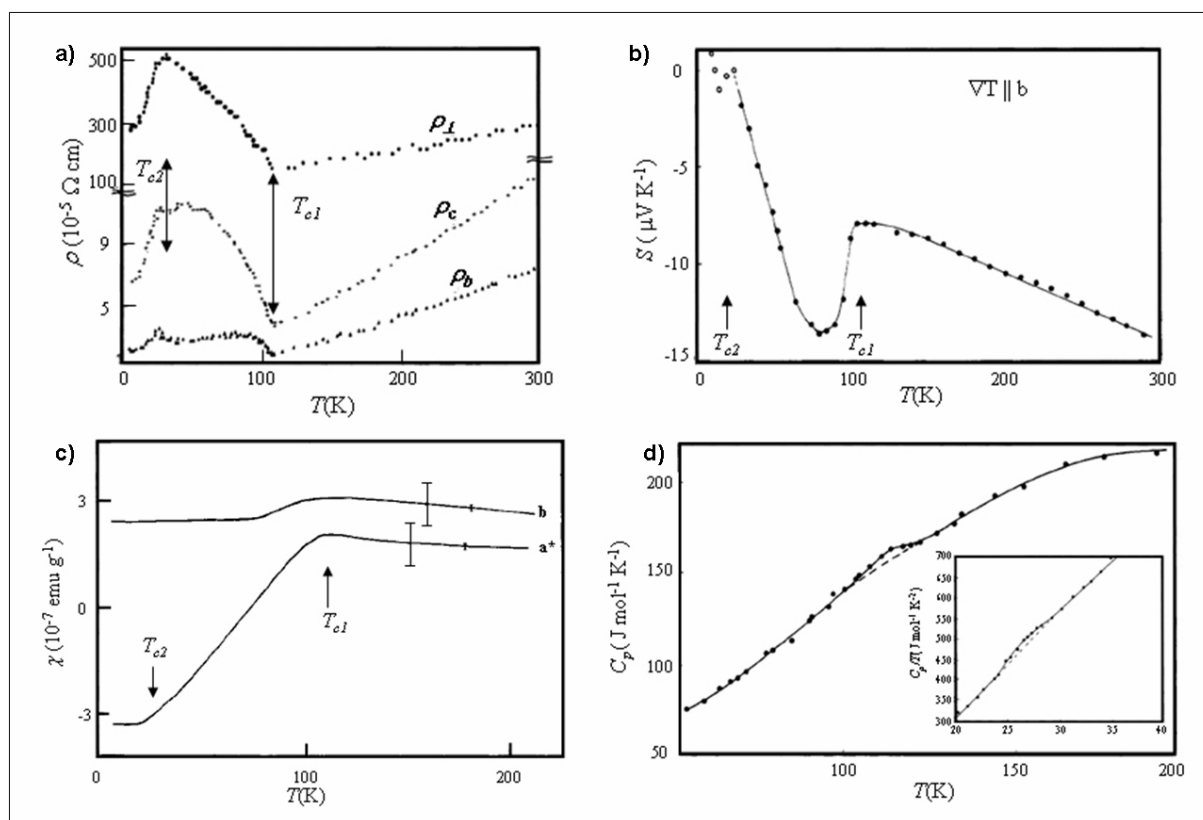 a)
500
300
100
9
5
ρ (10⁻⁵ Ω cm)
T_c2
T_c1
ρ_⊥
ρ_c
ρ_b
0 100 200 300
T(K)
b)
∇T ∥ b
0
-5
-10
-15
S (μV K⁻¹)
T_c2
T_c1
0 100 200 300
T(K)
c)
3
0
-3
χ (10⁻⁷ emu g⁻¹)
b
a*
T_c1
T_c2
0 100 200
T(K)
d)
200
150
100
50
C_p (J mol⁻¹ K⁻¹)
100 150 200
T(K)
700
650
600
550
500
450
400
350
300
C_p/T(J mol⁻¹ K⁻²)
20 25 30 35 40